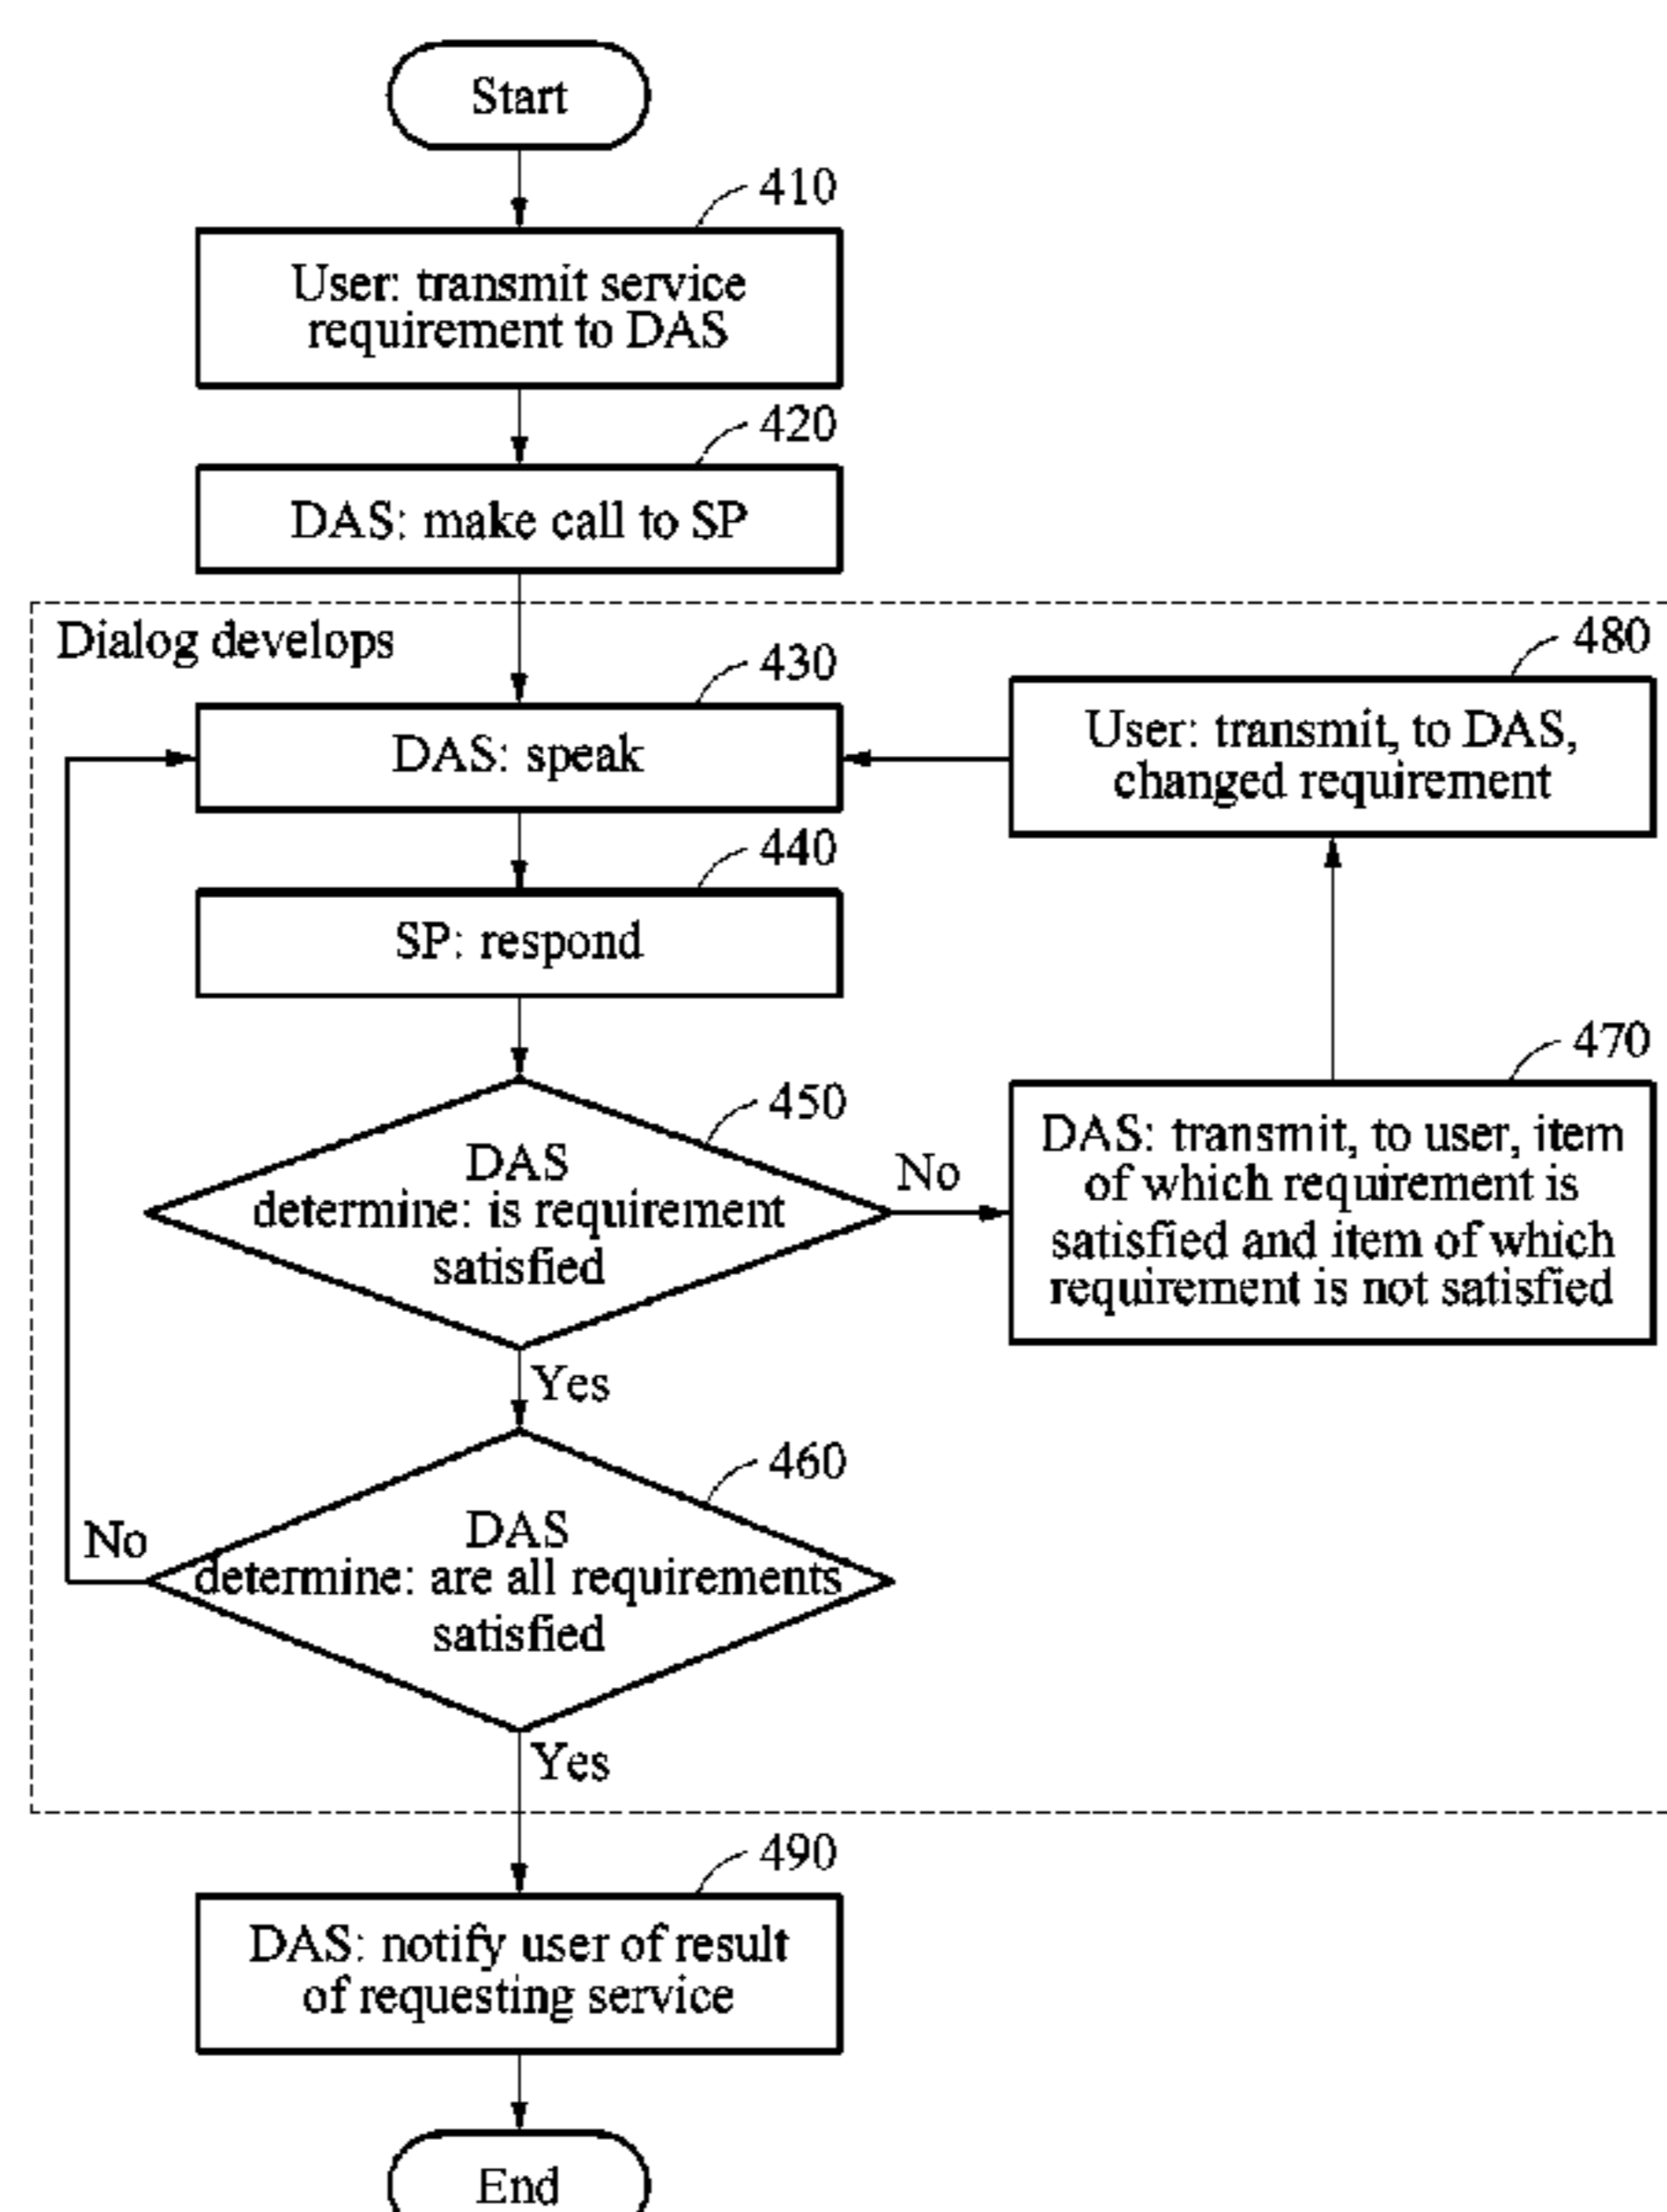 Start
410
User: transmit service
requirement to DAS
420
DAS: make call to SP
Dialog develops
430
DAS: speak
480
User: transmit, to DAS,
changed requirement
440
SP: respond
450
DAS
determine: is requirement
satisfied
No
470
DAS: transmit, to user, item
of which requirement is
satisfied and item of which
requirement is not satisfied
Yes
460
DAS
determine: are all requirements
satisfied
No
Yes
490
DAS: notify user of result
of requesting service
End